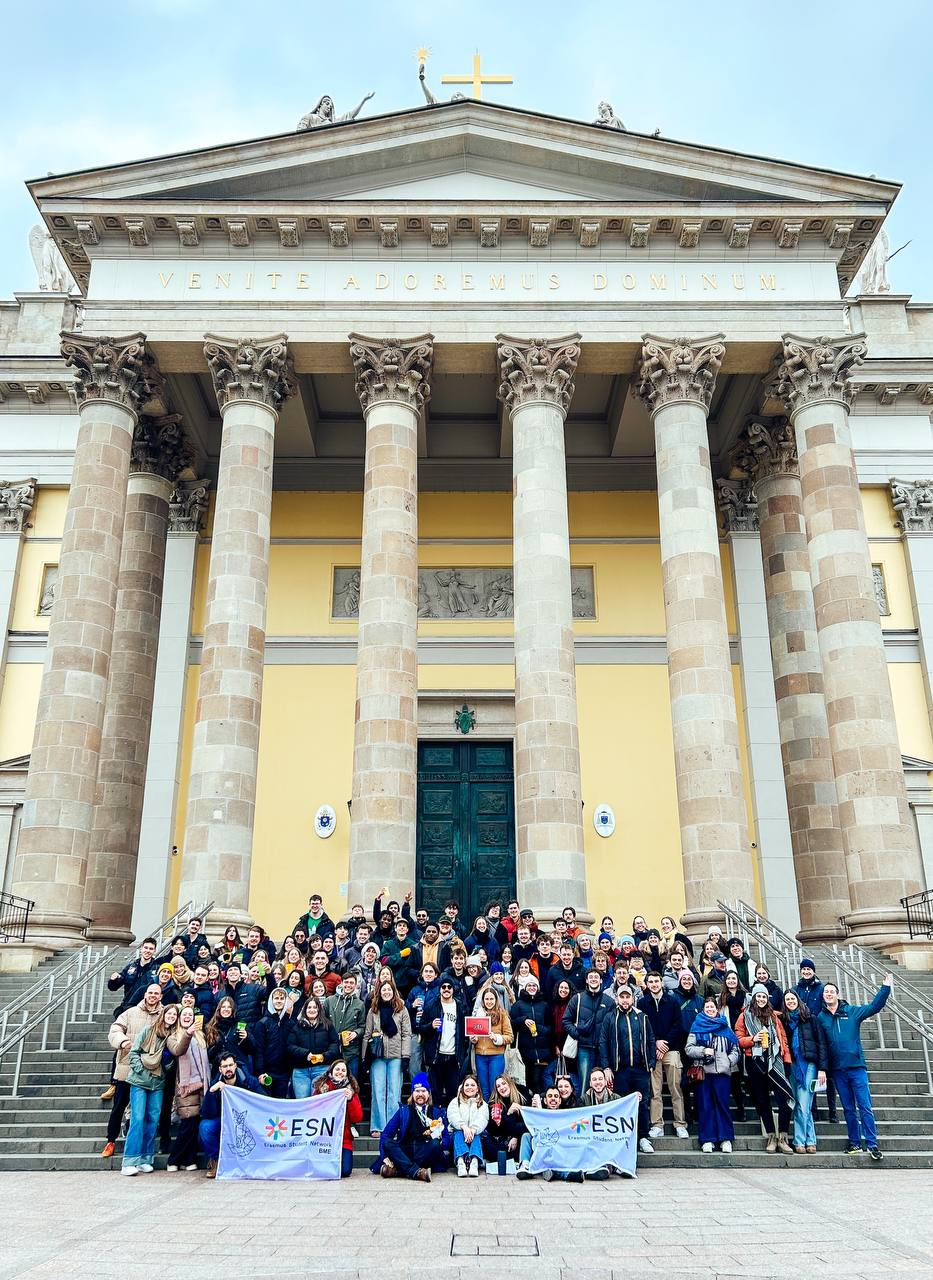 VENITE ADOREMUS DOMINUM.
ESN
Erasmus Student Network
BME
ESN
Erasmus Student Network